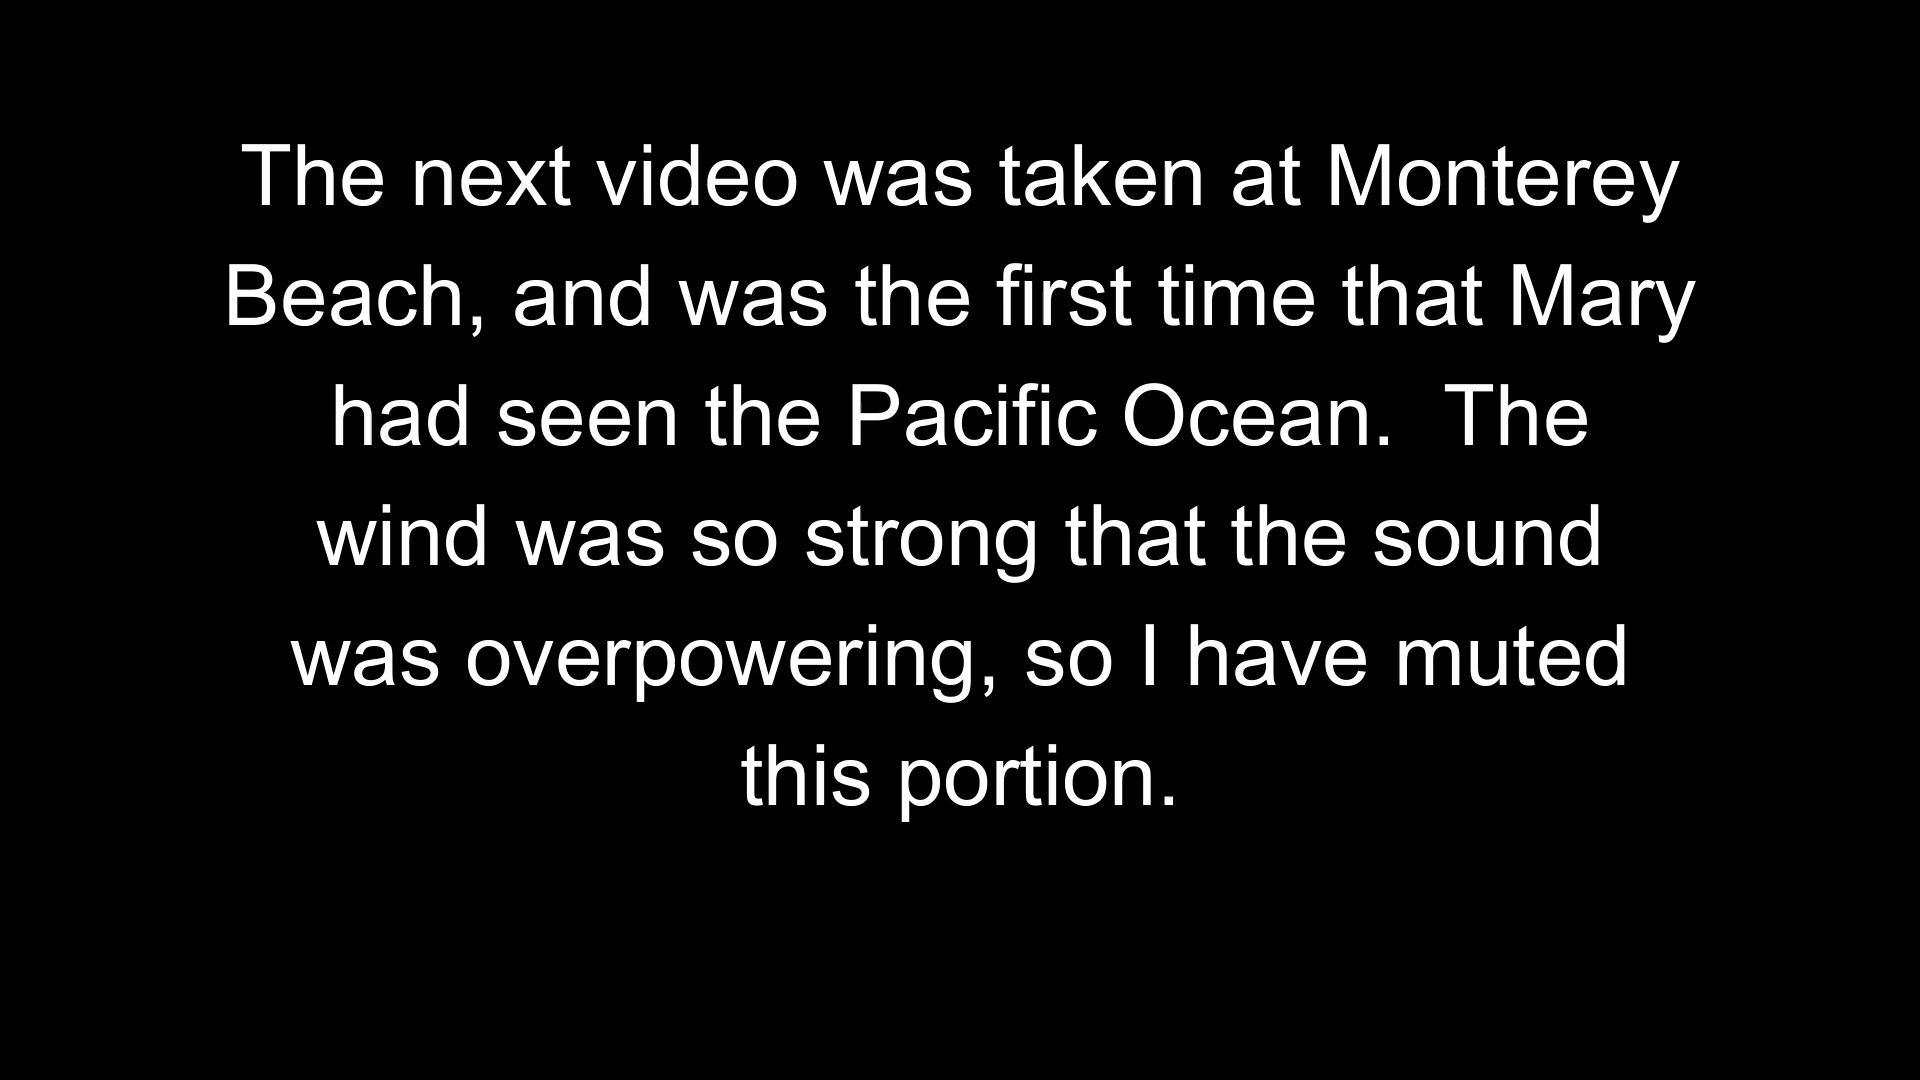 The next video was taken at Monterey
Beach, and was the first time that Mary
had seen the Pacific Ocean.  The
wind was so strong that the sound
was overpowering, so I have muted
this portion.